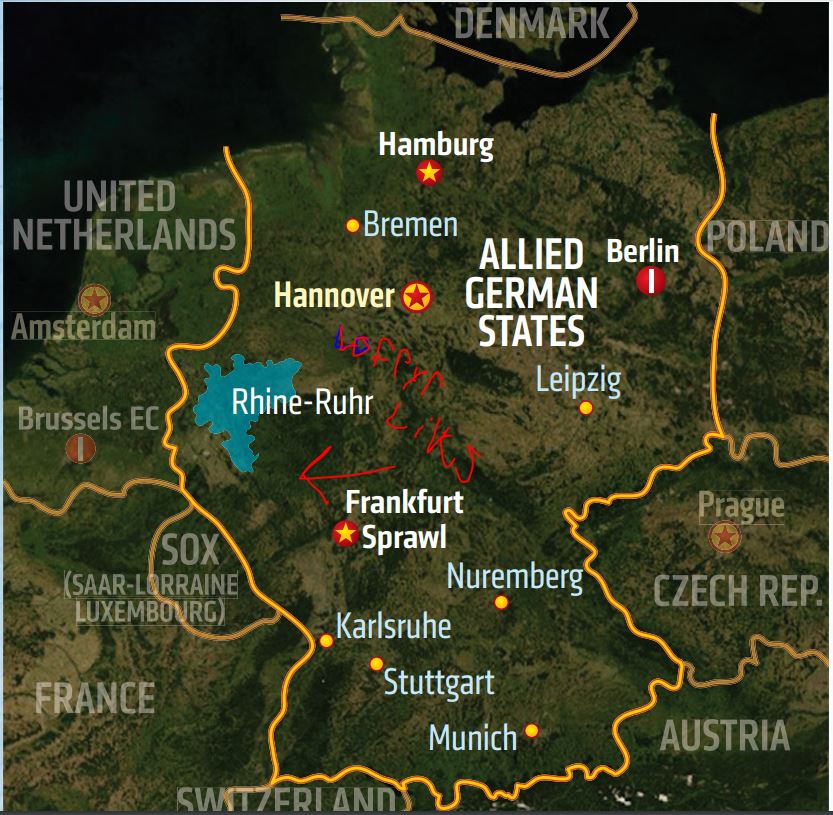 DENMARK
Hamburg
UNITED
NETHERLANDS
Bremen
POLAND
ALLIED
GERMAN
STATES
Berlin
Hannover
Amsterdam
Leipzig
Rhine-Ruhr
Brussels EC
Frankfurt
Sprawl
Prague
SOX
(SAAR-LORRAINE
LUXEMBOURG)
Nuremberg
CZECH REP.
Karlsruhe
Stuttgart
FRANCE
Munich
AUSTRIA
SWITZERLAND